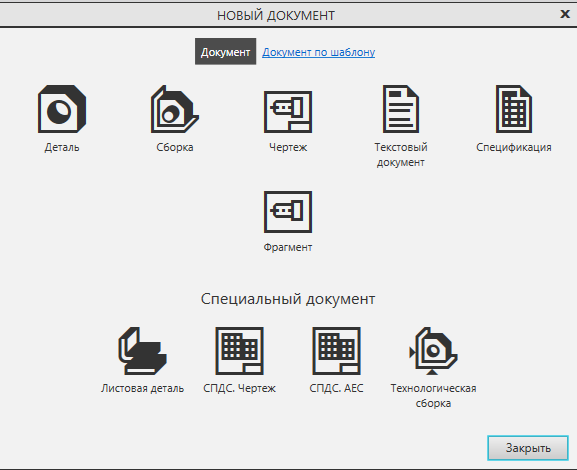 НОВЫЙ ДОКУМЕНТ
Документ Документ по шаблону
Деталь Сборка Чертеж Текстовый документ Спецификация
Фрагмент
Специальный документ
Листовая деталь СПДС. Чертеж СПДС. АЕС Технологическая сборка
Закрыть